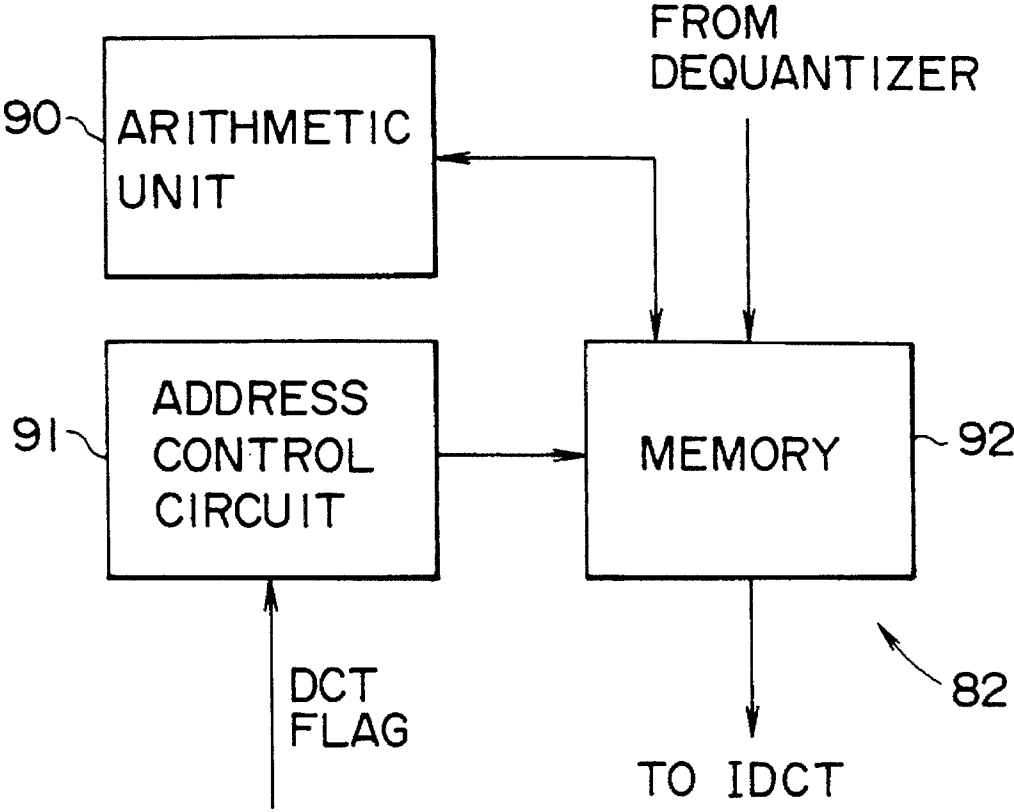 FROM
DEQUANTIZER
90
ARITHMETIC
UNIT
91
ADDRESS
CONTROL
CIRCUIT
MEMORY
92
DCT
FLAG
82
TO IDCT